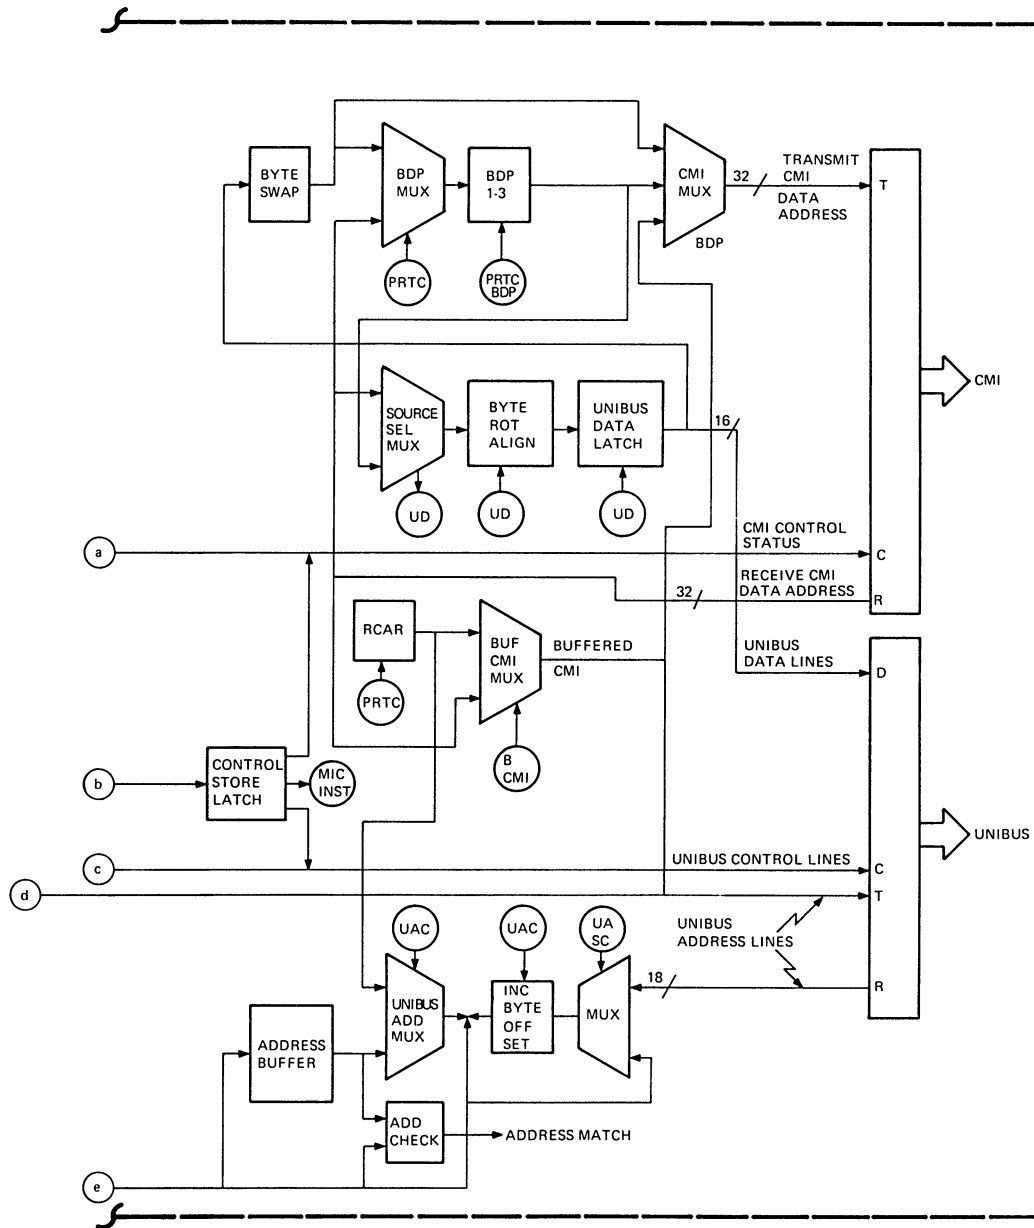 BYTE
SWAP
BDP
MUX
BDP
1-3
CMI
MUX
BDP
32
TRANSMIT
CMI
DATA
ADDRESS
T
PRTC
PRTC
BDP
CMI
SOURCE
SEL
MUX
BYTE
ROT
ALIGN
UNIBUS
DATA
LATCH
16
UD
UD
UD
a
CMI CONTROL
STATUS
C
RECEIVE CMI
32
DATA ADDRESS
R
RCAR
BUF
CMI
MUX
BUFFERED
CMI
UNIBUS
DATA LINES
D
PRTC
B
CMI
b
CONTROL
STORE
LATCH
MIC
INST
UNIBUS
c
UNIBUS CONTROL LINES
C
d
T
UAC
UAC
UA
SC
UNIBUS
ADDRESS LINES
18
R
UNIBUS
ADD
MUX
INC
BYTE
OFF
SET
MUX
ADDRESS
BUFFER
ADD
CHECK
ADDRESS MATCH
e